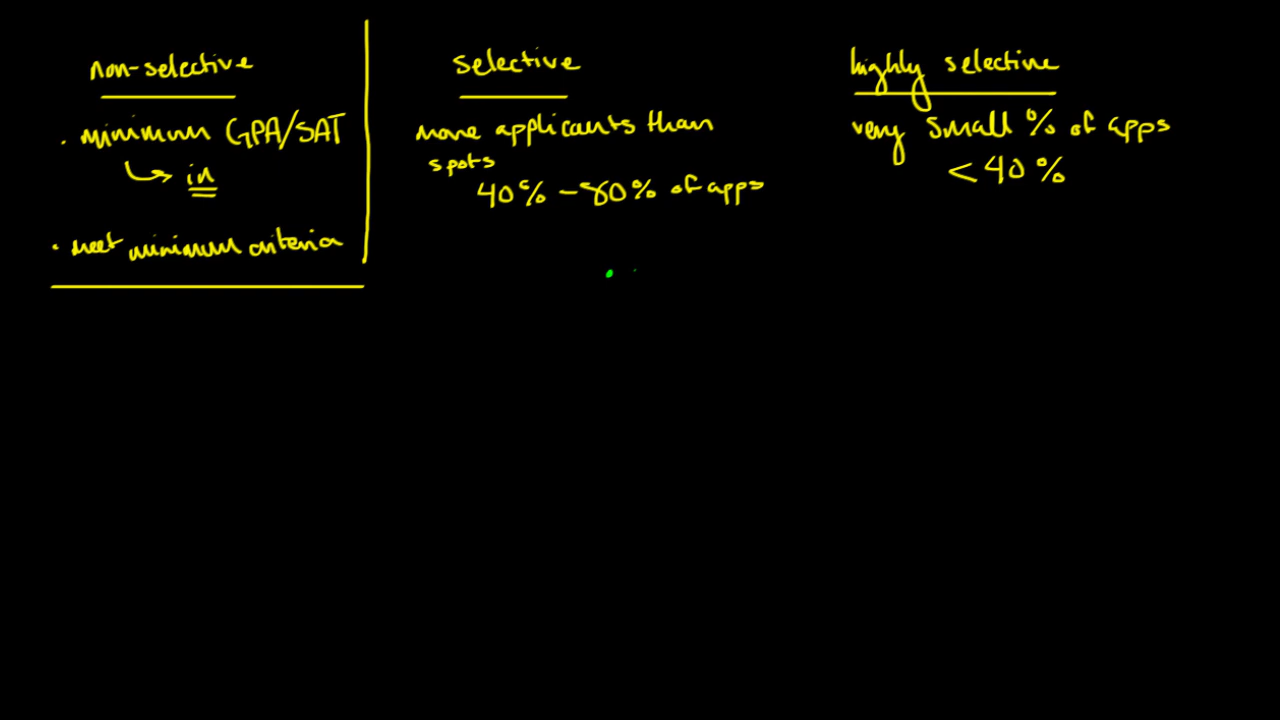 non-selective
· minimum GPA/SAT
in
· meet minimum criteria
selective
more applicants than
spots
40% - 80% of apps
highly selective
very small % of apps
< 40%